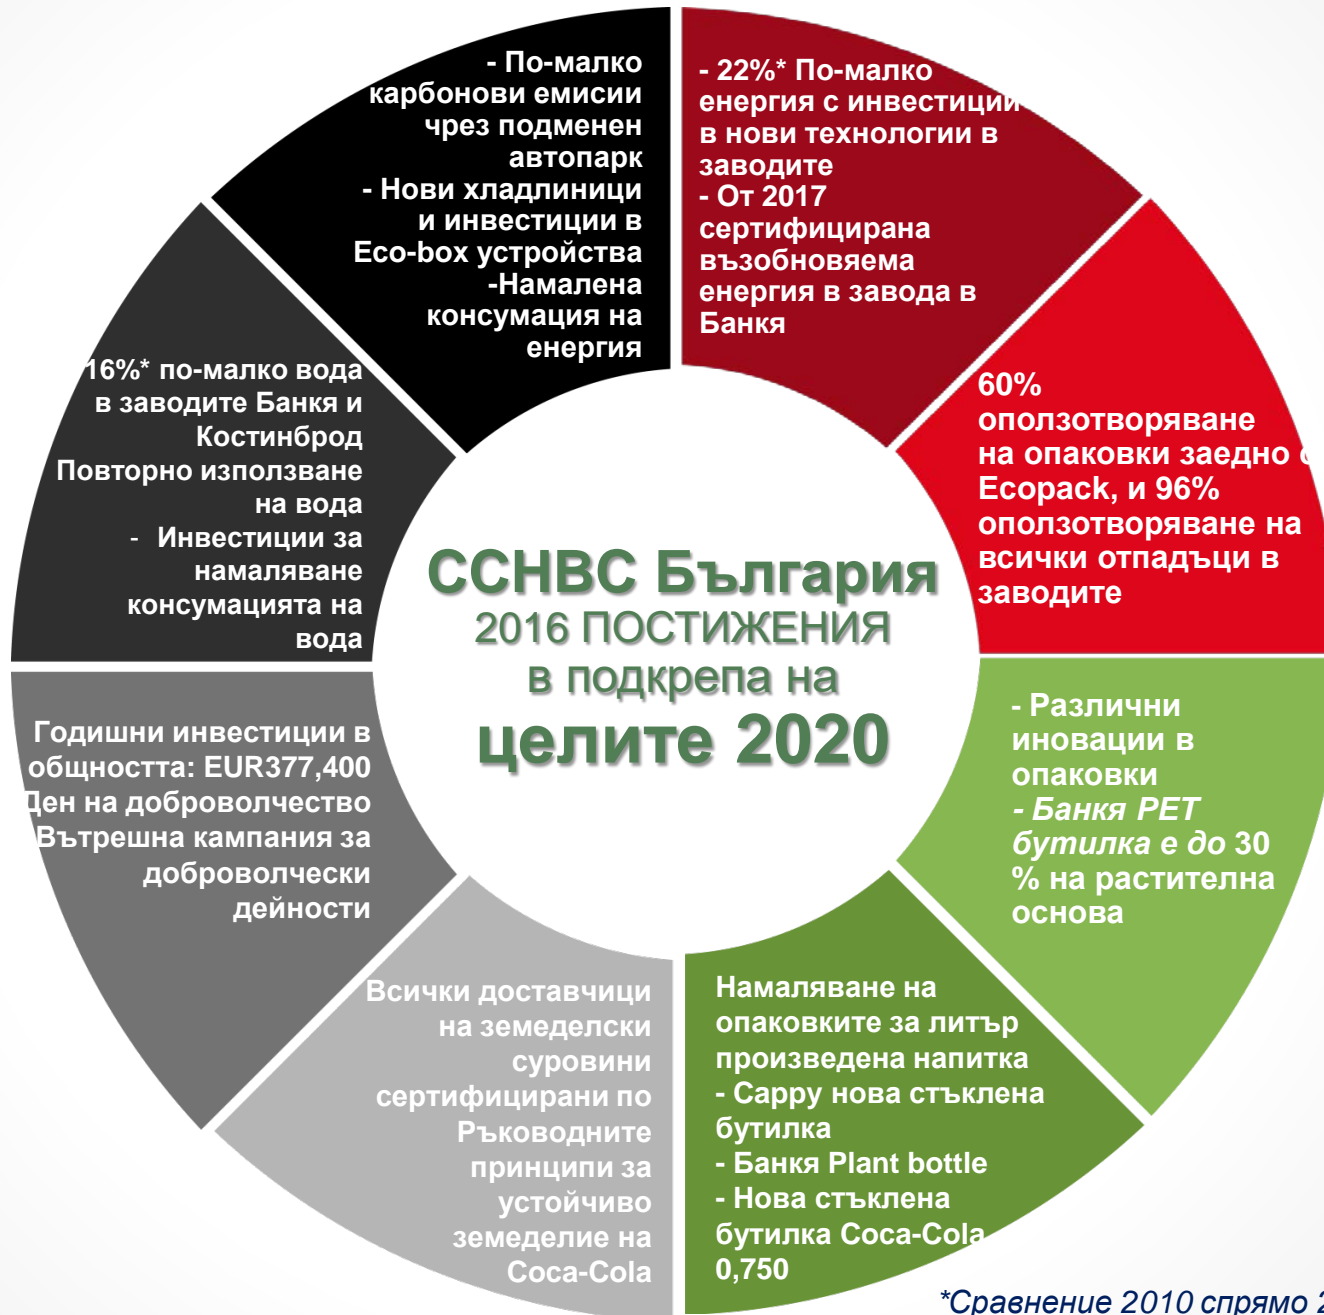 - По-малко
карбонови емисии
чрез подменен
автопарк
- Нови хладлиници
и инвестиции в
Eco-box устройства
-Намалена
консумация на
енергия
- 22%* По-малко
енергия с инвестиции
в нови технологии в
заводите
- От 2017
сертифицирана
възобновяема
енергия в завода в
Банкя
60%
оползотворяване
на опаковки заедно с
Ecopack, и 96%
оползотворяване на
всички отпадъци в
заводите
- Различни
иновации в
опаковки
- Банкя PET
бутилка е до 30
% на растителна
основа
Намаляване на
опаковките за литър
произведена напитка
- Cappy нова стъклена
бутилка
- Банкя Plant bottle
- Нова стъклена
бутилка Coca-Cola
0,750
Всички доставчици
на земеделски
суровини
сертифицирани по
Ръководните
принципи за
устойчиво
земеделие на
Coca-Cola
Годишни инвестиции в
общността: EUR377,400
Ден на доброволчество
Вътрешна кампания за
доброволчески
дейности
16%* по-малко вода
в заводите Банкя и
Костинброд
Повторно използване
на вода
- Инвестиции за
намаляване
консумацията на
вода
ССНВС България
2016 ПОСТИЖЕНИЯ
в подкрепа на
целите 2020
*Сравнение 2010 спрямо